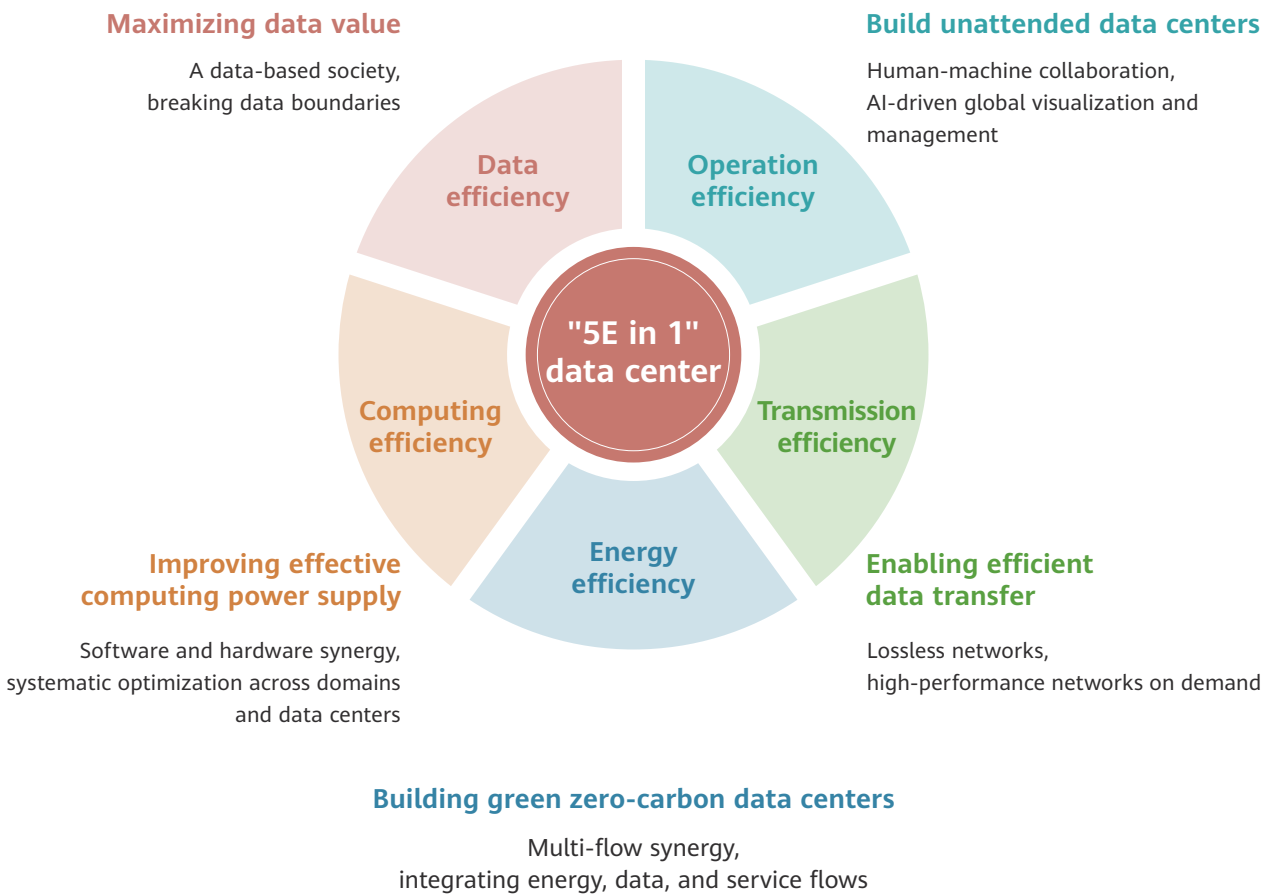 Maximizing data value
A data-based society,
breaking data boundaries
Build unattended data centers
Human-machine collaboration,
AI-driven global visualization and
management
Data
efficiency
Operation
efficiency
"5E in 1"
data center
Computing
efficiency
Transmission
efficiency
Energy
efficiency
Improving effective
computing power supply
Software and hardware synergy,
systematic optimization across domains
and data centers
Enabling efficient
data transfer
Lossless networks,
high-performance networks on demand
Building green zero-carbon data centers
Multi-flow synergy,
integrating energy, data, and service flows